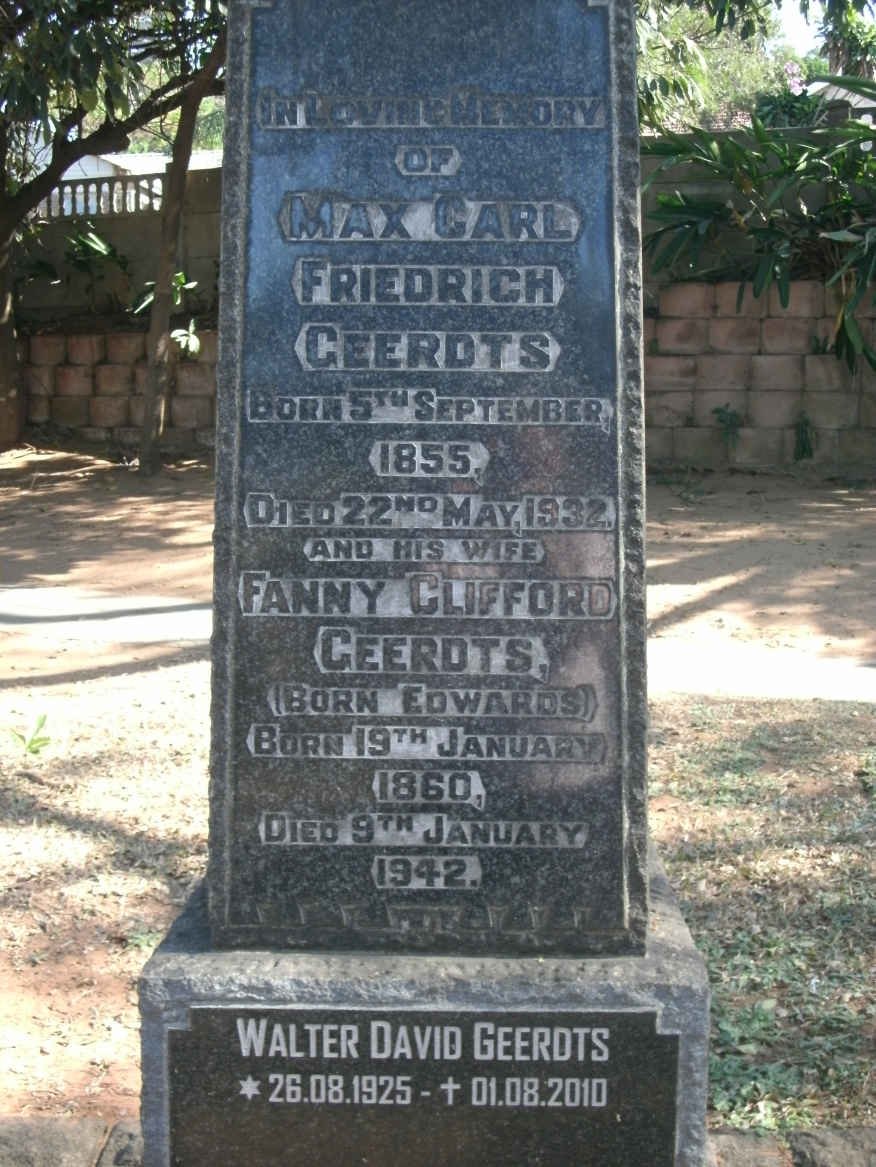 In Loving Memory
of
Max Carl
Friedrich
Geerdts
Born 5th September,
1855,
Died 22nd May, 1932.
and his wife
Fanny Clifford
Geerdts,
(Born Edwards)
Born 19th January
1860,
Died 9th January
1942.
Walter David Geerdts
* 26.08.1925 - ✝ 01.08.2010